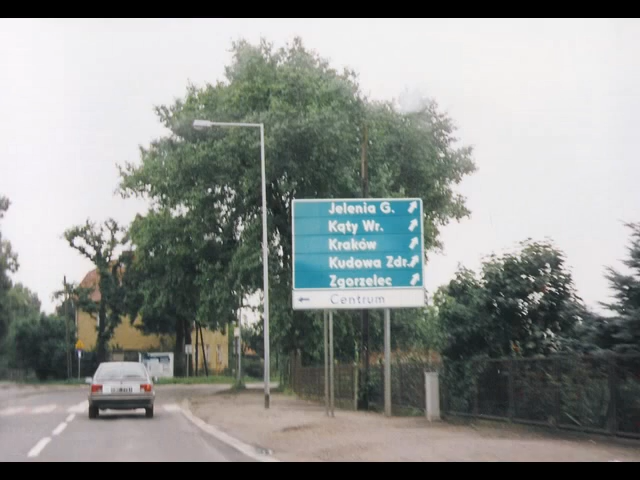 Jelenia G.
Kąty Wr.
Kraków
Kudowa Zdr.
Zgorzelec
Centrum